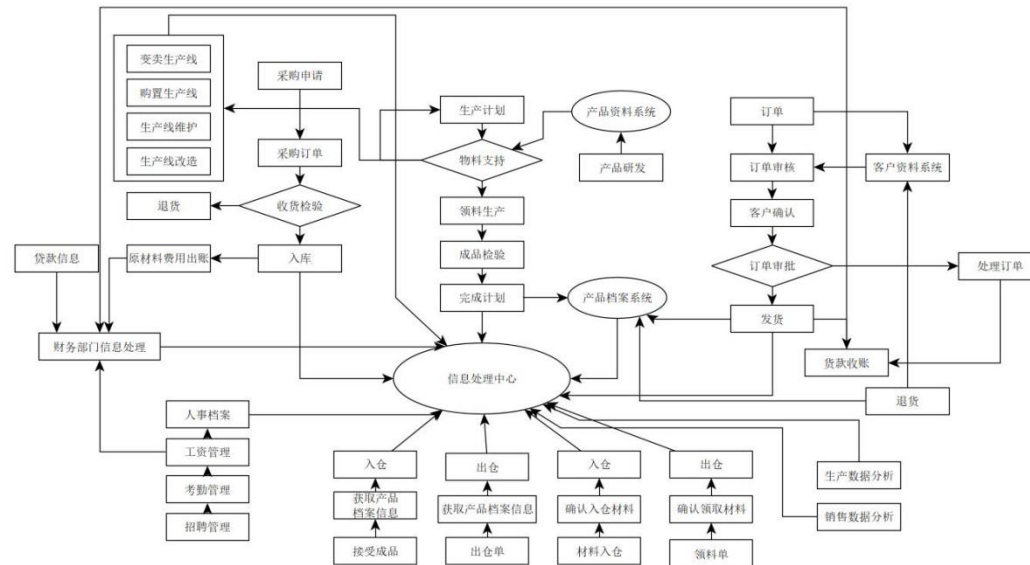 变卖生产线
购置生产线
生产线维护
生产线改造
采购申请
采购订单
收货检验
退货
入库
原材料费用出账
贷款信息
财务部门信息处理
生产计划
物料支持
领料生产
成品检验
完成计划
产品资料系统
产品研发
产品档案系统
订单
订单审核
客户资料系统
客户确认
订单审批
处理订单
发货
货款收账
退货
信息处理中心
人事档案
工资管理
考勤管理
招聘管理
入仓
获取产品
档案信息
接受成品
出仓
获取产品档案信息
出仓单
入仓
确认入仓材料
材料入仓
出仓
确认领取材料
领料单
生产数据分析
销售数据分析